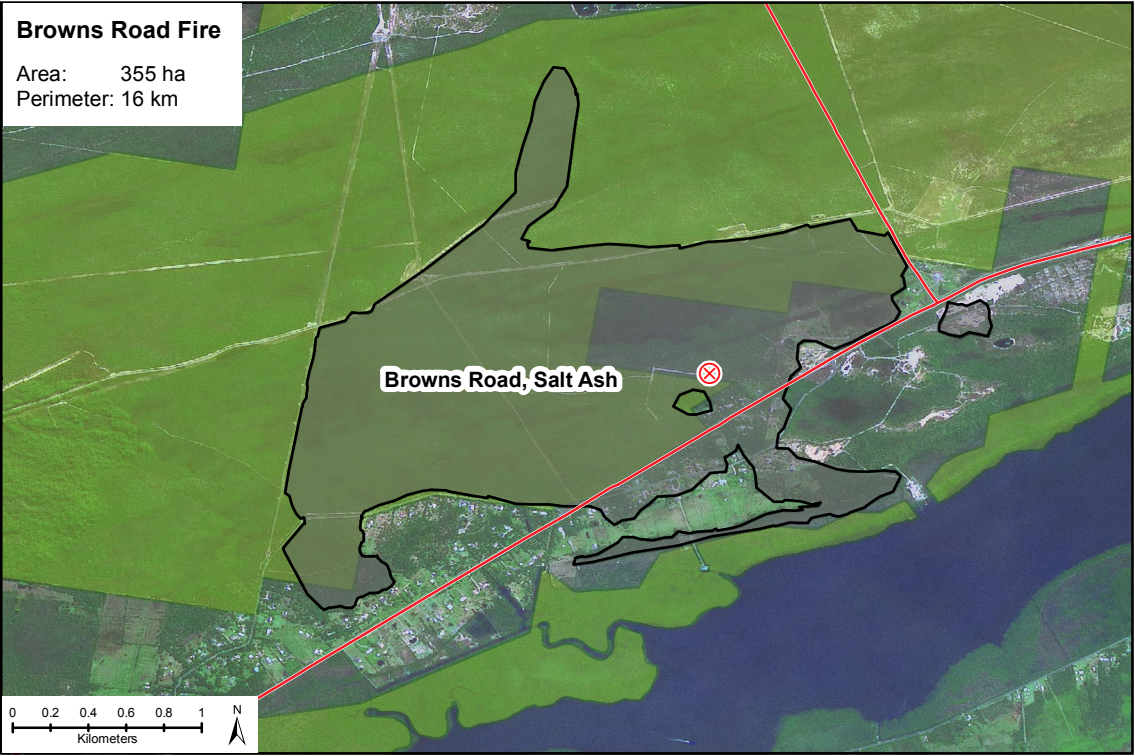 Browns Road Fire
Area: 355 ha
Perimeter: 16 km
Browns Road, Salt Ash
0 0.2 0.4 0.6 0.8 1
Kilometers
N